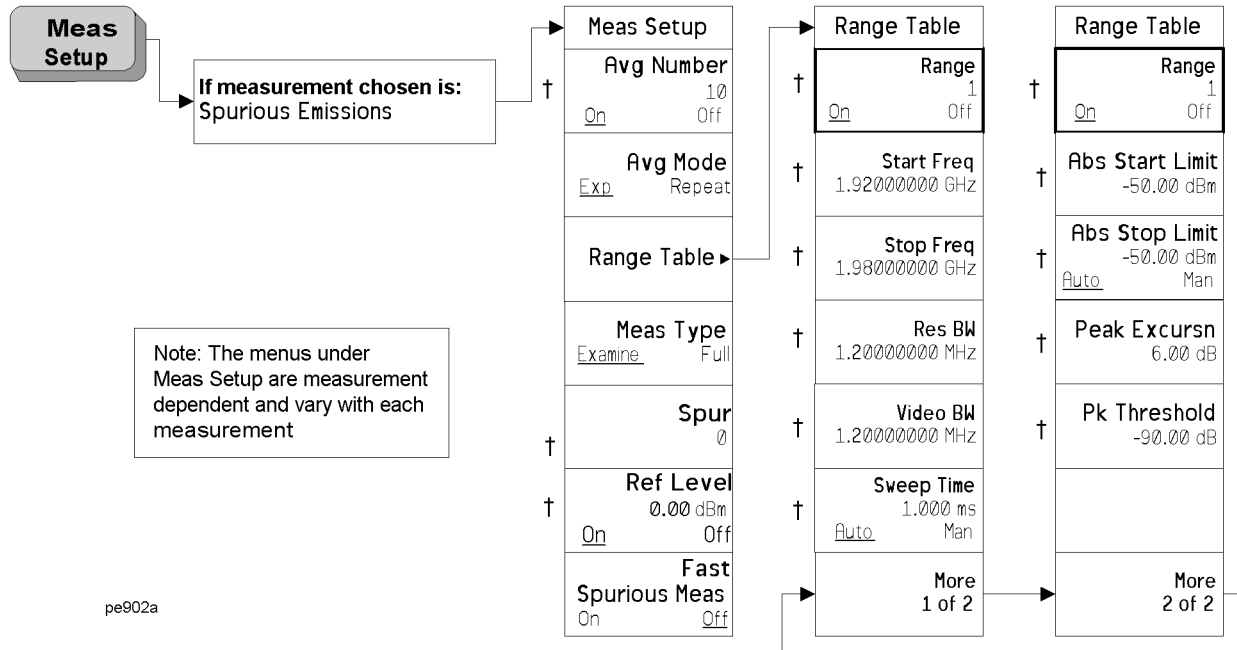 Meas
Setup
If measurement chosen is:
Spurious Emissions
Note: The menus under
Meas Setup are measurement
dependent and vary with each
measurement
pe902a
Meas Setup
† Avg Number
10
On Off
Avg Mode
Exp Repeat
Range Table
Meas Type
Examine Full
Spur
† 0
Ref Level
† 0.00 dBm
On Off
Fast
Spurious Meas
On Off
Range Table
Range
† 1
On Off
† Start Freq
1.92000000 GHz
† Stop Freq
1.98000000 GHz
† Res BW
1.20000000 MHz
† Video BW
1.20000000 MHz
Sweep Time
† 1.000 ms
Auto Man
More
1 of 2
Range Table
Range
† 1
On Off
† Abs Start Limit
-50.00 dBm
Abs Stop Limit
† -50.00 dBm
Auto Man
† Peak Excursn
6.00 dB
† Pk Threshold
-90.00 dB
More
2 of 2